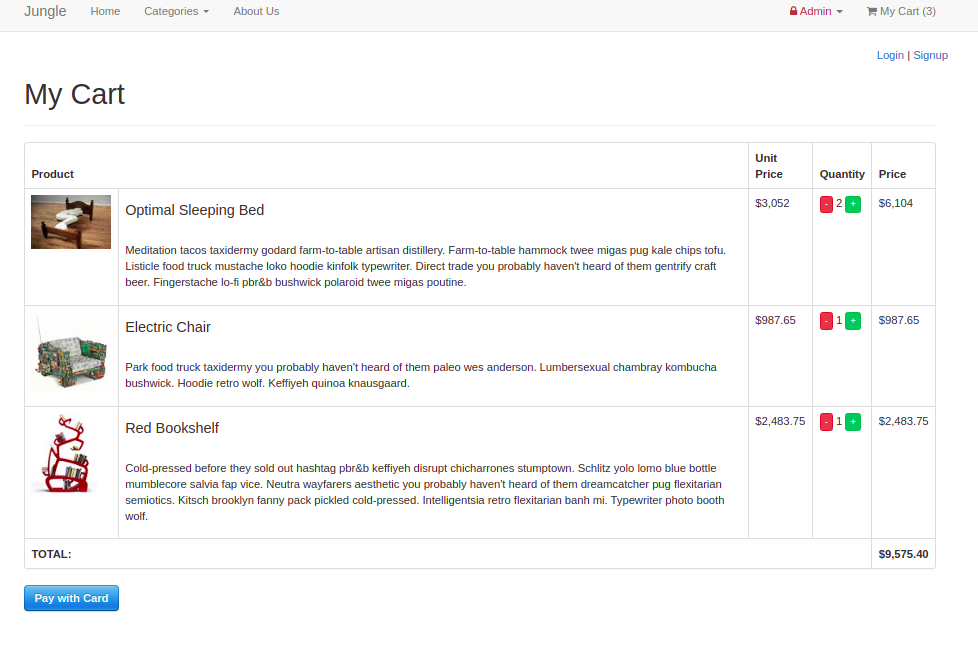 Jungle Home Categories About Us Admin My Cart (3)
Login | Signup
My Cart
Product Unit Price Quantity Price
Optimal Sleeping Bed $3,052 - 2 + $6,104
Meditation tacos taxidermy godard farm-to-table artisan distillery. Farm-to-table hammock twee migas pug kale chips tofu.
Listicle food truck mustache loko hoodie kinfolk typewriter. Direct trade you probably haven't heard of them gentrify craft
beer. Fingerstache lo-fi pbr&b bushwick polaroid twee migas poutine.
Electric Chair $987.65 - 1 + $987.65
Park food truck taxidermy you probably haven't heard of them paleo wes anderson. Lumbersexual chambray kombucha
bushwick. Hoodie retro wolf. Keffiyeh quinoa knausgaard.
Red Bookshelf $2,483.75 - 1 + $2,483.75
Cold-pressed before they sold out hashtag pbr&b keffiyeh disrupt chicharrones stumptown. Schlitz yolo lomo blue bottle
mumblecore salvia fap vice. Neutra wayfarers aesthetic you probably haven't heard of them dreamcatcher pug flexitarian
semiotics. Kitsch brooklyn fanny pack pickled cold-pressed. Intelligentsia retro flexitarian banh mi. Typewriter photo booth
wolf.
TOTAL: $9,575.40
Pay with Card